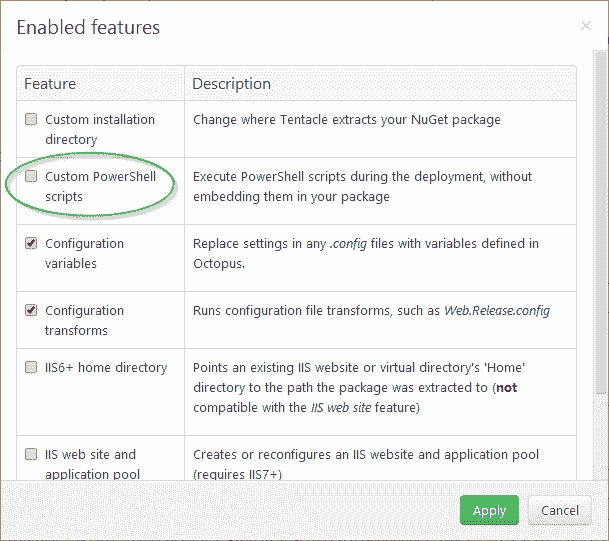 Enabled features
×
Feature Description
Custom installation Change where Tentacle extracts your NuGet package
directory
Custom PowerShell Execute PowerShell scripts during the deployment, without
scripts embedding them in your package
Configuration Replace settings in any .config files with variables defined in
variables Octopus.
Configuration Runs configuration file transforms, such as Web.Release.config
transforms
IIS6+ home directory Points an existing IIS website or virtual directory's 'Home'
directory to the path the package was extracted to (not
compatible with the IIS web site feature)
IIS web site and Creates or reconfigures an IIS website and application pool
application pool (requires IIS7+)
Apply Cancel